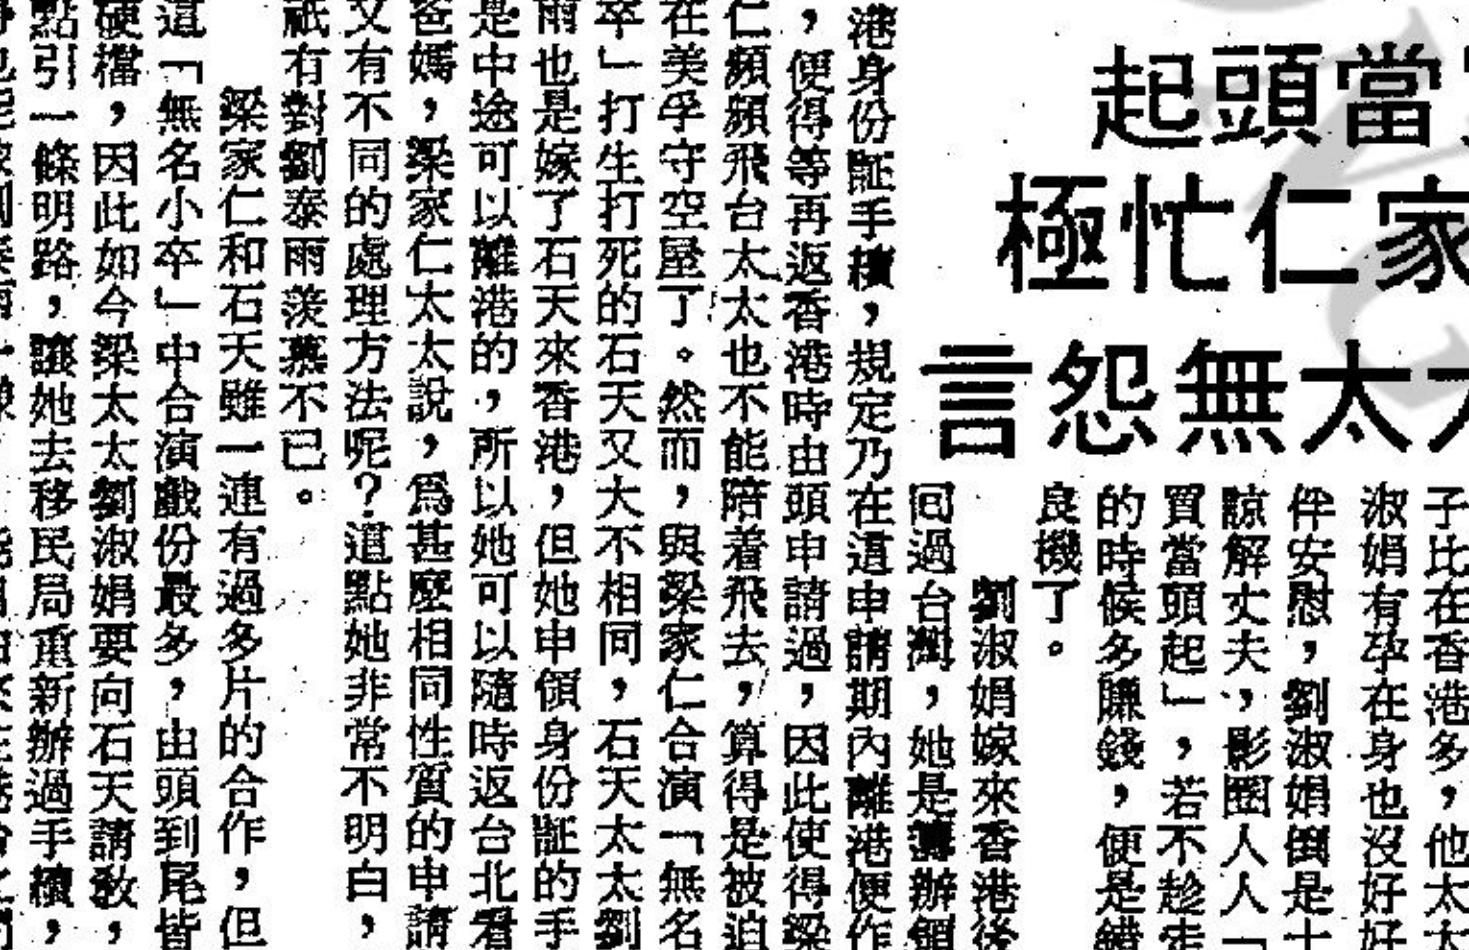 當頭起
家仁忙極
太無怨言
子比在香港多，他太太
淑娟有孕在身也沒好好
伴安慰，劉淑娟倒是十
諒解丈夫，影圈人人「
買當頭起」，若不趁走
的時候多賺錢，便是錯
良機了。
劉淑娟嫁來香港後
回過台灣，她是籌辦領
港身份証手續，規定乃在這申請期內離港便作
，便得等再返香港時由頭申請過，因此使得梁
仁頻頻飛台太太也不能陪着飛去，算得是被迫
在美孚守空屋了。然而，與梁家仁合演「無名
卒」打生打死的石天又大不相同，石天太太劉
雨也是嫁了石天來香港，但她申領身份証的手
是中途可以離港的，所以她可以隨時返台北看
爸媽，梁家仁太太說，爲甚麼相同性質的申請
又有不同的處理方法呢？這點她非常不明白，
祇有對劉泰雨羨慕不已。
梁家仁和石天雖一連有過多片的合作，但
這「無名小卒」中合演戲份最多，由頭到尾皆
硬檔，因此如今梁太太劉淑娟要向石天請教，
點引一條明路，讓她去移民局重新辦過手續，